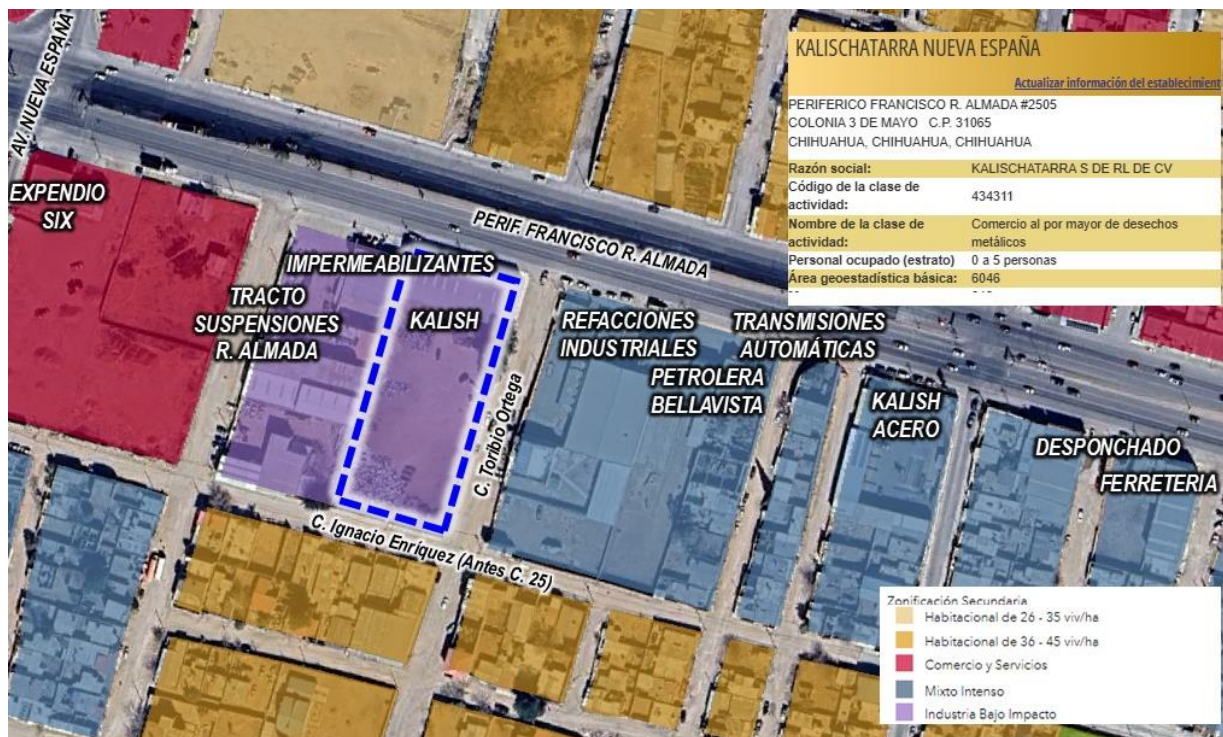 KALISCHATARRA NUEVA ESPAÑA
Actualizar información del establecimient
PERIFERICO FRANCISCO R. ALMADA #2505
COLONIA 3 DE MAYO C.P. 31065
CHIHUAHUA, CHIHUAHUA, CHIHUAHUA
Razón social: KALISCHATARRA S DE RL DE CV
Código de la clase de
actividad: 434311
Nombre de la clase de
actividad: Comercio al por mayor de desechos
metálicos
Personal ocupado (estrato) 0 a 5 personas
Área geoestadística básica: 6046
AV. NUEVA ESPAÑA
EXPENDIO
SIX
PERIF. FRANCISCO R. ALMADA
IMPERMEABILIZANTES
TRACTO
SUSPENSIONES
R. ALMADA
KALISH
C. Toribio Ortega
REFACCIONES
INDUSTRIALES
PETROLERA
BELLAVISTA
TRANSMISIONES
AUTOMÁTICAS
KALISH
ACERO
DESPONCHADO
FERRETERIA
C. Ignacio Enríquez (Antes C. 25)
Zonificación Secundaria
Habitacional de 26 - 35 viv/ha
Habitacional de 36 - 45 viv/ha
Comercio y Servicios
Mixto Intenso
Industria Bajo Impacto